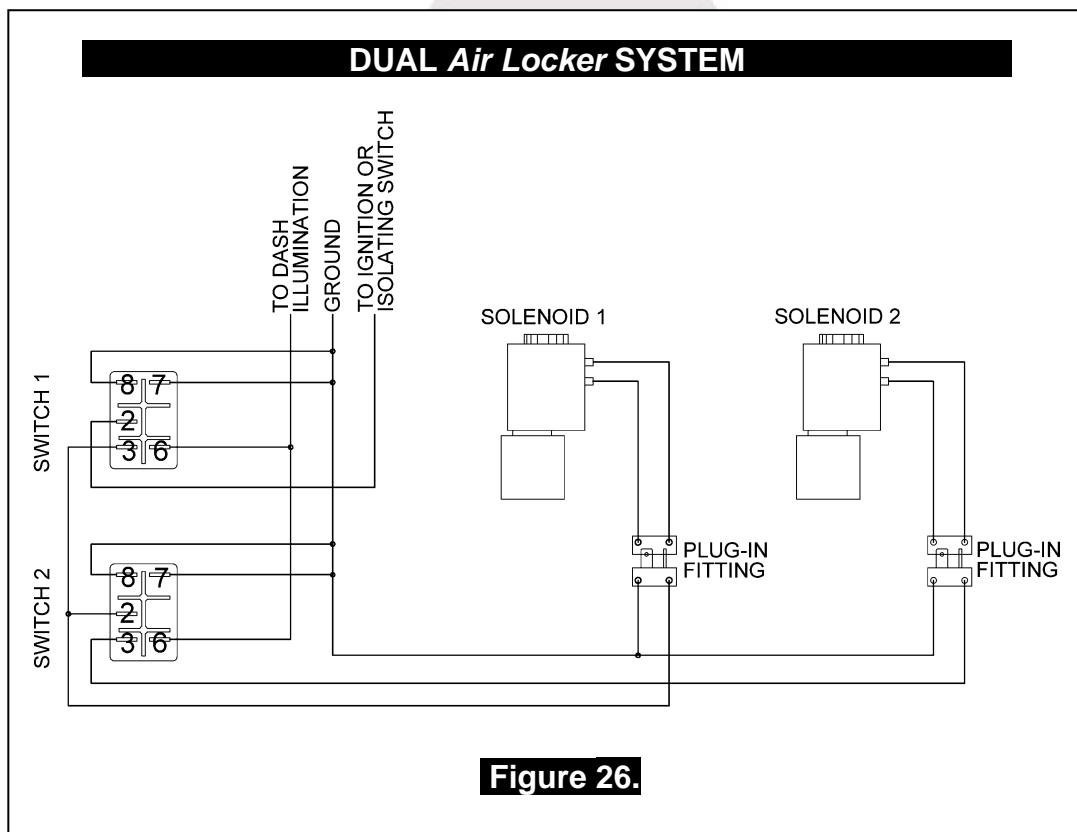 DUAL Air Locker SYSTEM
TO DASH
ILLUMINATION
GROUND
TO IGNITION OR
ISOLATING SWITCH
SOLENOID 1
SOLENOID 2
SWITCH 1
8 7
2
3 6
SWITCH 2
8 7
2
3 6
PLUG-IN
FITTING
PLUG-IN
FITTING
Figure 26.